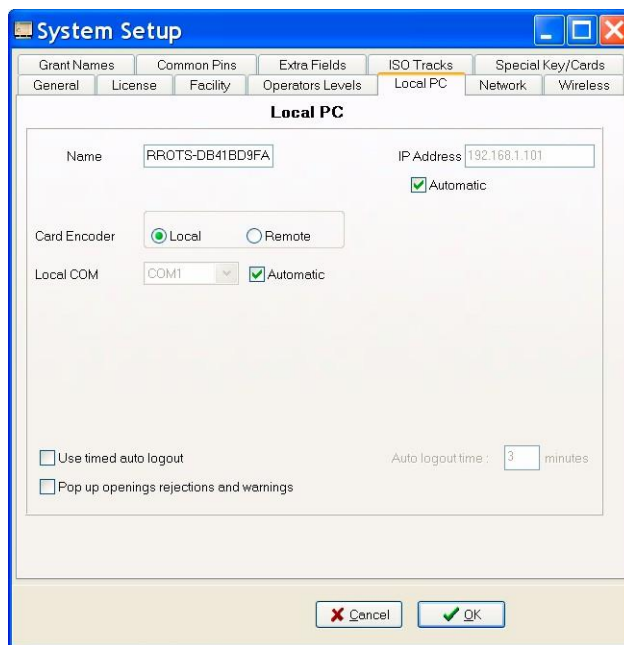 System Setup
Grant Names Common Pins Extra Fields ISO Tracks Special Key/Cards
General License Facility Operators Levels Local PC Network Wireless
Local PC
Name RROTS-DB41BD9FA IP Address 192.168.1.101
Automatic
Card Encoder Local Remote
Local COM COM1 Automatic
Use timed auto logout Auto logout time : 3 minutes
Pop up openings rejections and warnings
Cancel OK